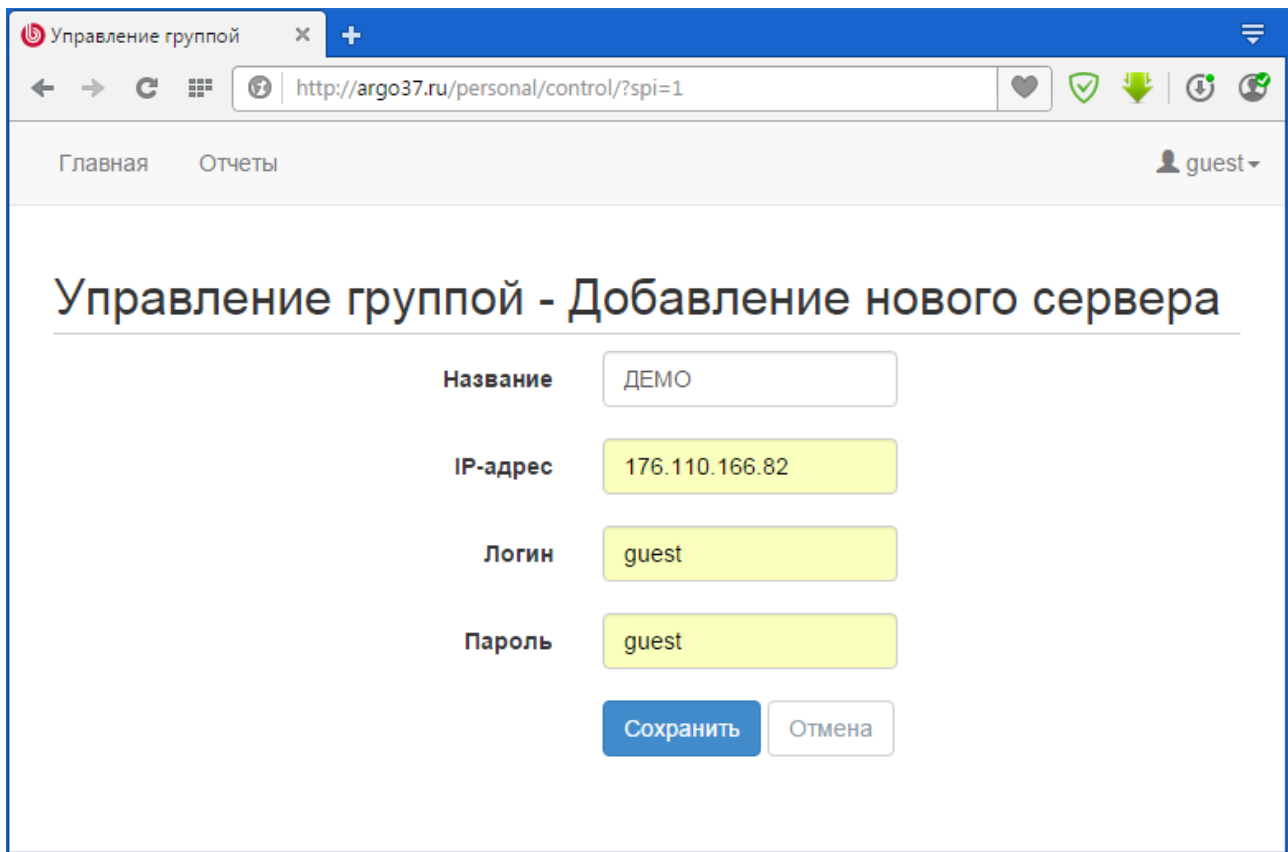 Управление группой
http://argo37.ru/personal/control/?spi=1
Главная Отчеты guest
Управление группой - Добавление нового сервера
Название ДЕМО
IP-адрес 176.110.166.82
Логин guest
Пароль guest
Сохранить Отмена